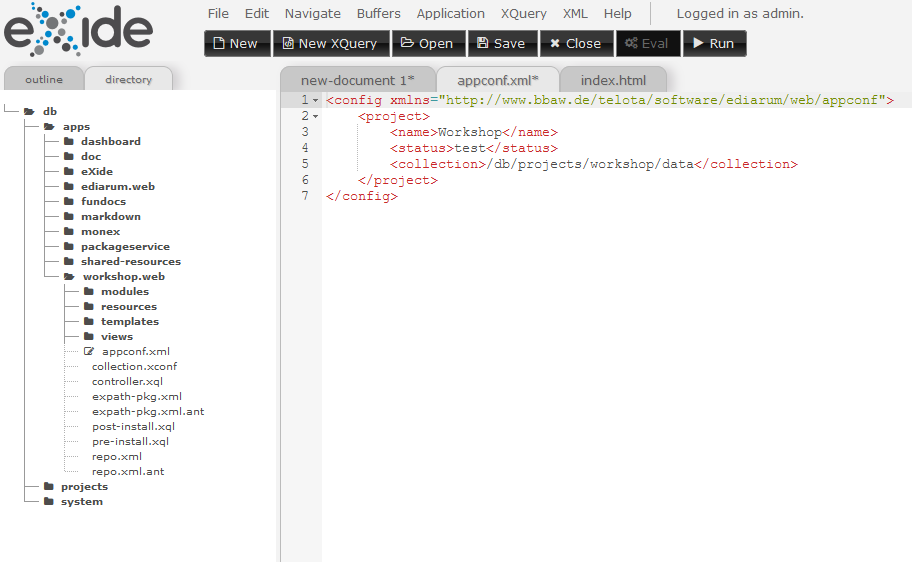 eXide
File Edit Navigate Buffers Application XQuery XML Help Logged in as admin.
New New XQuery Open Save Close Eval Run
outline directory
new-document 1* appconf.xml* index.html
db
apps
dashboard
doc
eXide
ediarum.web
fundocs
markdown
monex
packageservice
shared-resources
workshop.web
modules
resources
templates
views
appconf.xml
collection.xconf
controller.xql
expath-pkg.xml
expath-pkg.xml.ant
post-install.xql
pre-install.xql
repo.xml
repo.xml.ant
projects
system
1 <config xmlns="http://www.bbaw.de/telota/software/ediarum/web/appconf">
2 <project>
3 <name>Workshop</name>
4 <status>test</status>
5 <collection>/db/projects/workshop/data</collection>
6 </project>
7 </config>